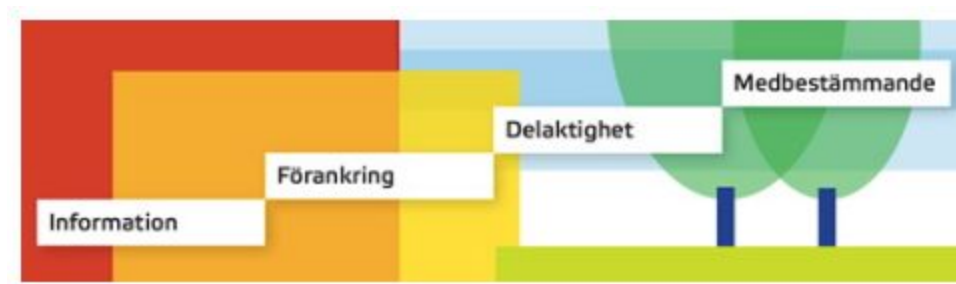 Medbestämmande
Delaktighet
Förankring
Information